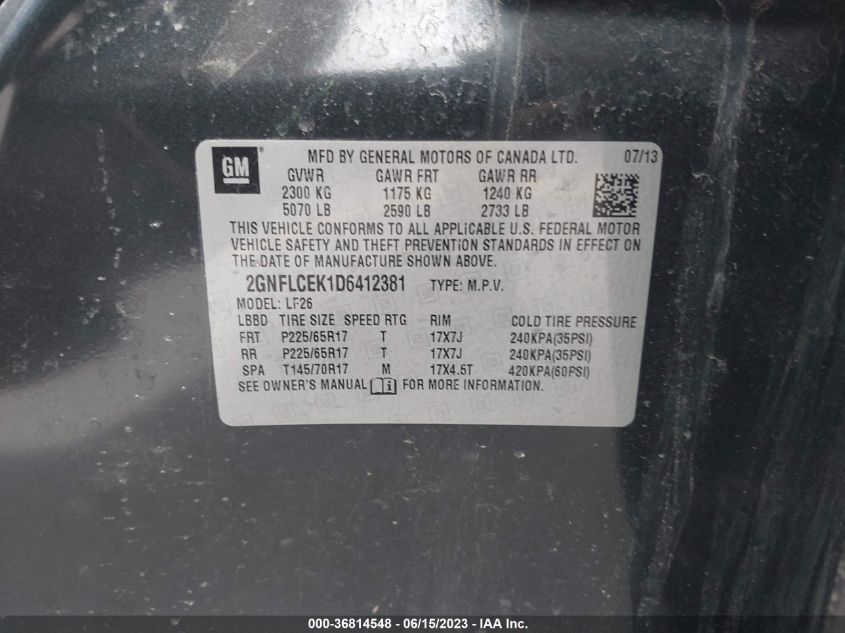 GM ® MFD BY GENERAL MOTORS OF CANADA LTD. 07/13
GVWR GAWR FRT GAWR RR
2300 KG 1175 KG 1240 KG
5070 LB 2590 LB 2733 LB
THIS VEHICLE CONFORMS TO ALL APPLICABLE U.S. FEDERAL MOTOR
VEHICLE SAFETY AND THEFT PREVENTION STANDARDS IN EFFECT ON
THE DATE OF MANUFACTURE SHOWN ABOVE.
2GNFLCEK1D6412381 TYPE: M.P.V.
MODEL: LF26
LBBD TIRE SIZE SPEED RTG RIM COLD TIRE PRESSURE
FRT P225/65R17 T 17X7J 240KPA(35PSI)
RR P225/65R17 T 17X7J 240KPA(35PSI)
SPA T145/70R17 M 17X4.5T 420KPA(60PSI)
SEE OWNER'S MANUAL i FOR MORE INFORMATION.
000-36814548 - 06/15/2023 - IAA Inc.